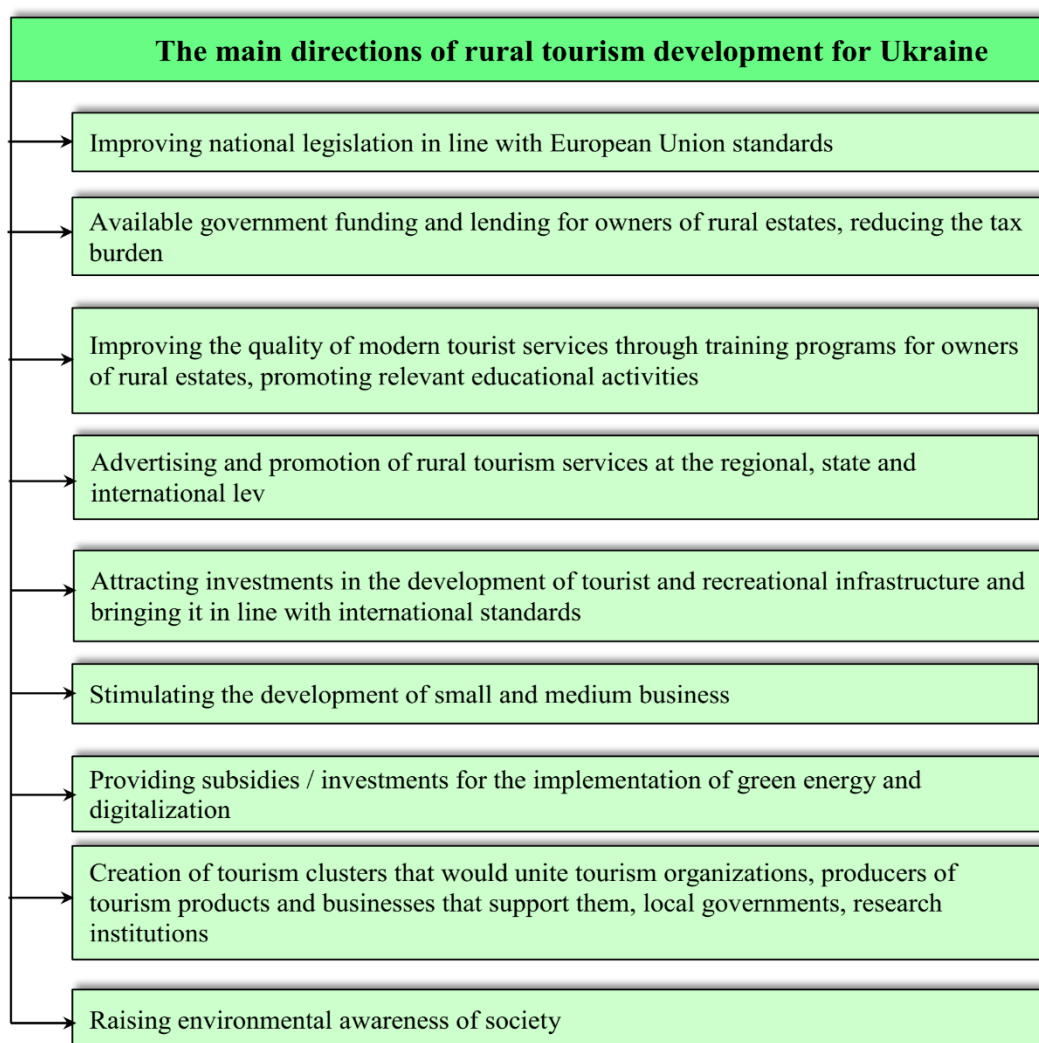 The main directions of rural tourism development for Ukraine
Improving national legislation in line with European Union standards
Available government funding and lending for owners of rural estates, reducing the tax
burden
Improving the quality of modern tourist services through training programs for owners
of rural estates, promoting relevant educational activities
Advertising and promotion of rural tourism services at the regional, state and
international lev
Attracting investments in the development of tourist and recreational infrastructure and
bringing it in line with international standards
Stimulating the development of small and medium business
Providing subsidies / investments for the implementation of green energy and
digitalization
Creation of tourism clusters that would unite tourism organizations, producers of
tourism products and businesses that support them, local governments, research
institutions
Raising environmental awareness of society